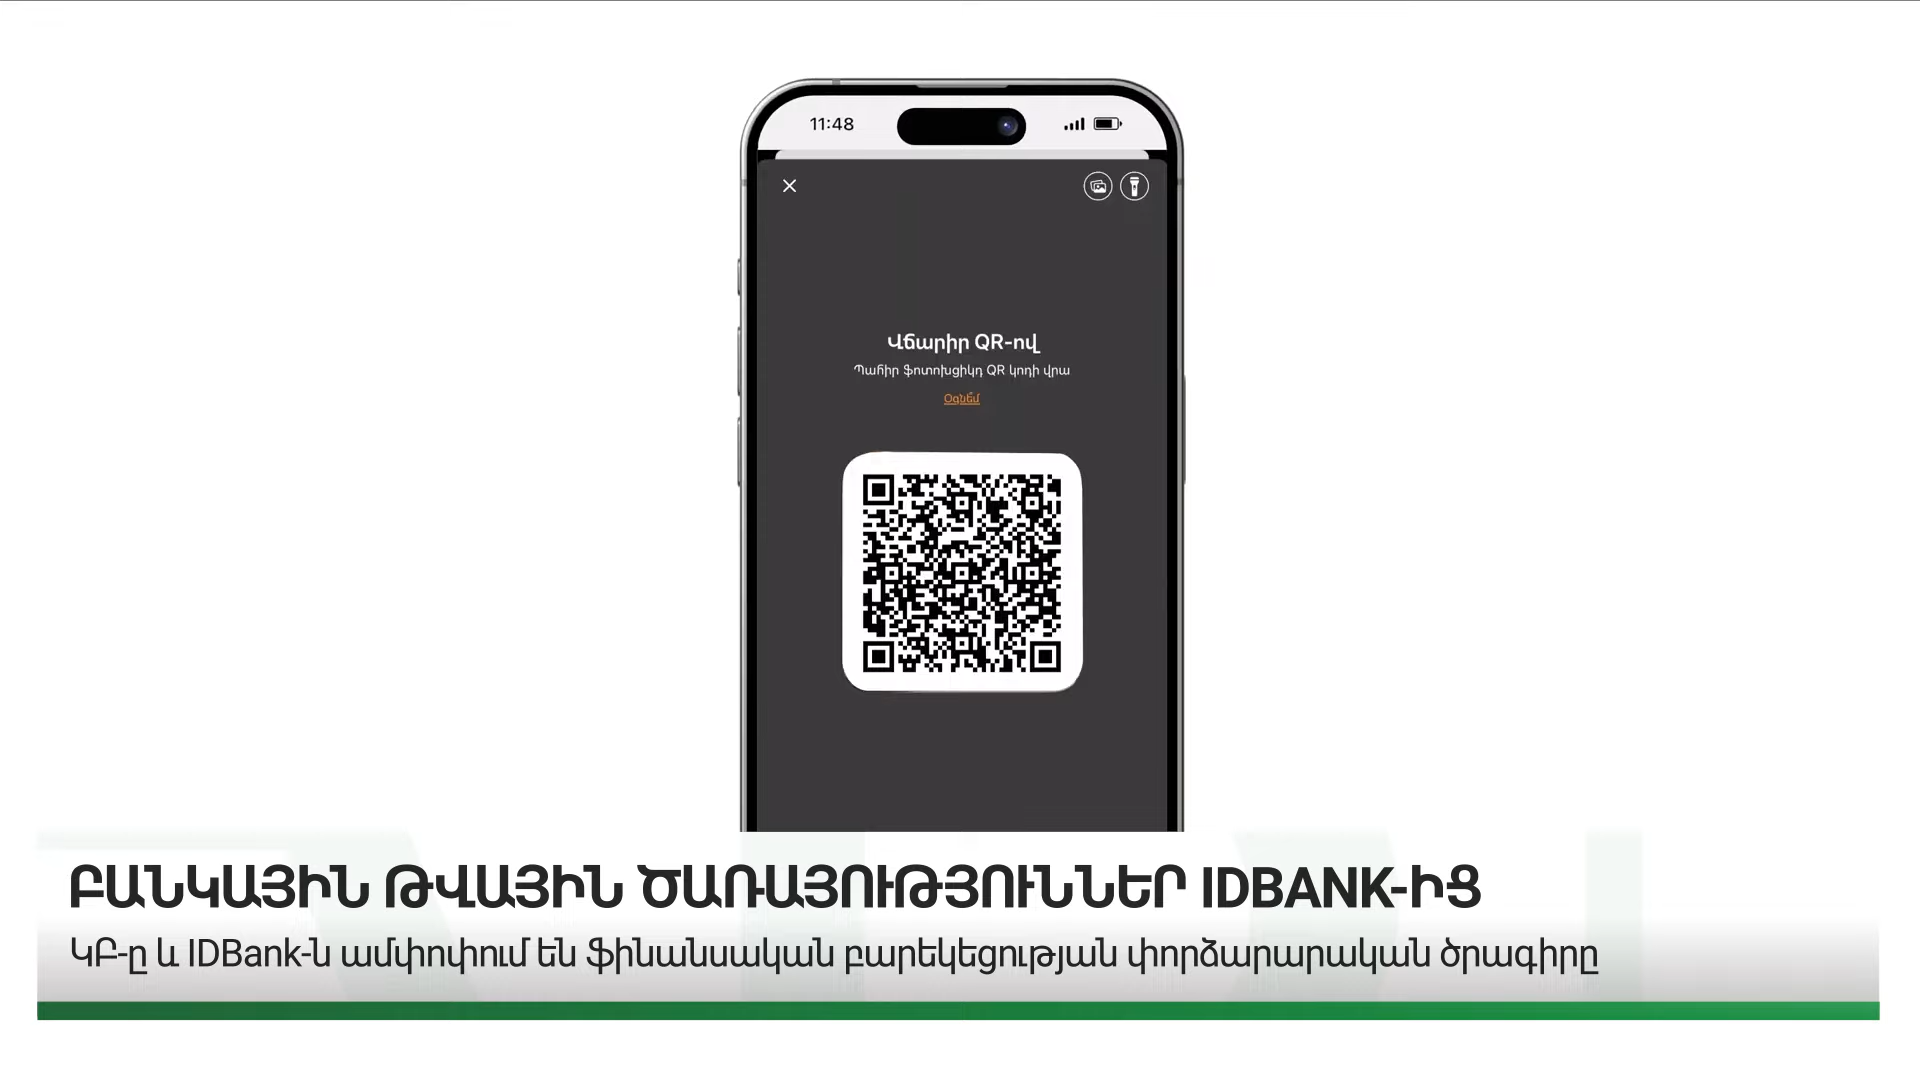 11:48
Վճարիր QR-ով
Պահիր ֆոտոխցիկդ QR կոդի վրա
Օգնե՞մ
ԲԱՆԿԱՅԻՆ ԹՎԱՅԻՆ ԾԱՌԱՅՈՒԹՅՈՒՆՆԵՐ IDBANK-ԻՑ
ԿԲ-ը և IDBank-ն ամփոփում են ֆինանսական բարեկեցության փորձարարական ծրագիրը